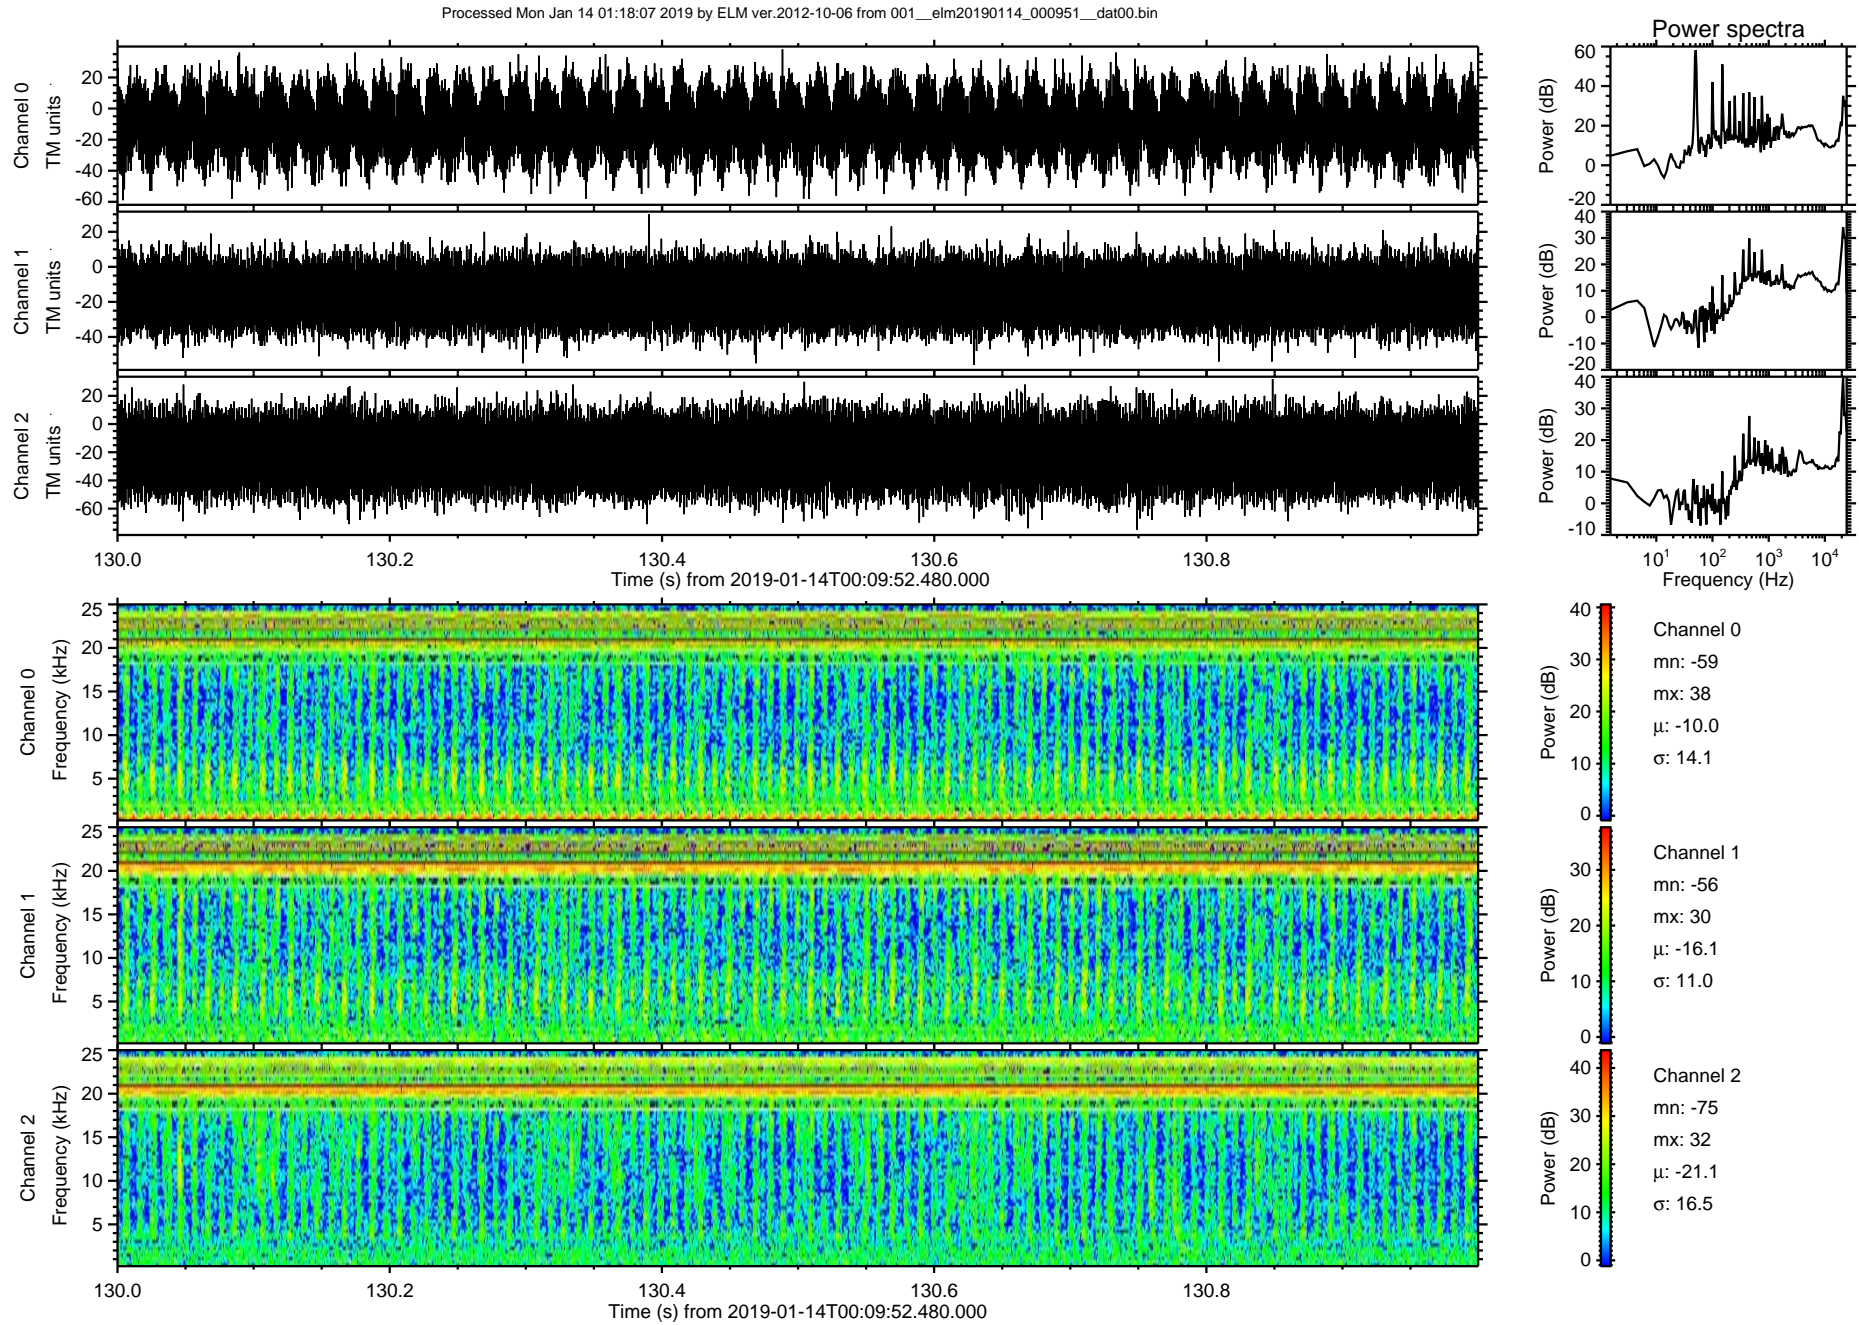 Processed Mon Jan 14 01:18:07 2019 by ELM ver.2012-10-06 from 001__elm20190114_000951__dat00.bin
Power spectra
Channel 0
TM units
20
0
-20
-40
-60
Power (dB)
60
40
20
0
-20
Channel 1
TM units
20
0
-20
-40
Power (dB)
40
30
20
10
0
-10
-20
Channel 2
TM units
20
0
-20
-40
-60
Power (dB)
40
30
20
10
0
-10
130.0 130.2 130.4 130.6 130.8
Time (s) from 2019-01-14T00:09:52.480.000
10^1 10^2 10^3 10^4
Frequency (Hz)
Channel 0
Frequency (kHz)
25
20
15
10
5
Power (dB)
40
30
20
10
0
Channel 0
mn: -59
mx: 38
μ: -10.0
σ: 14.1
Channel 1
Frequency (kHz)
25
20
15
10
5
Power (dB)
30
20
10
0
Channel 1
mn: -56
mx: 30
μ: -16.1
σ: 11.0
Channel 2
Frequency (kHz)
25
20
15
10
5
Power (dB)
40
30
20
10
0
Channel 2
mn: -75
mx: 32
μ: -21.1
σ: 16.5
130.0 130.2 130.4 130.6 130.8
Time (s) from 2019-01-14T00:09:52.480.000